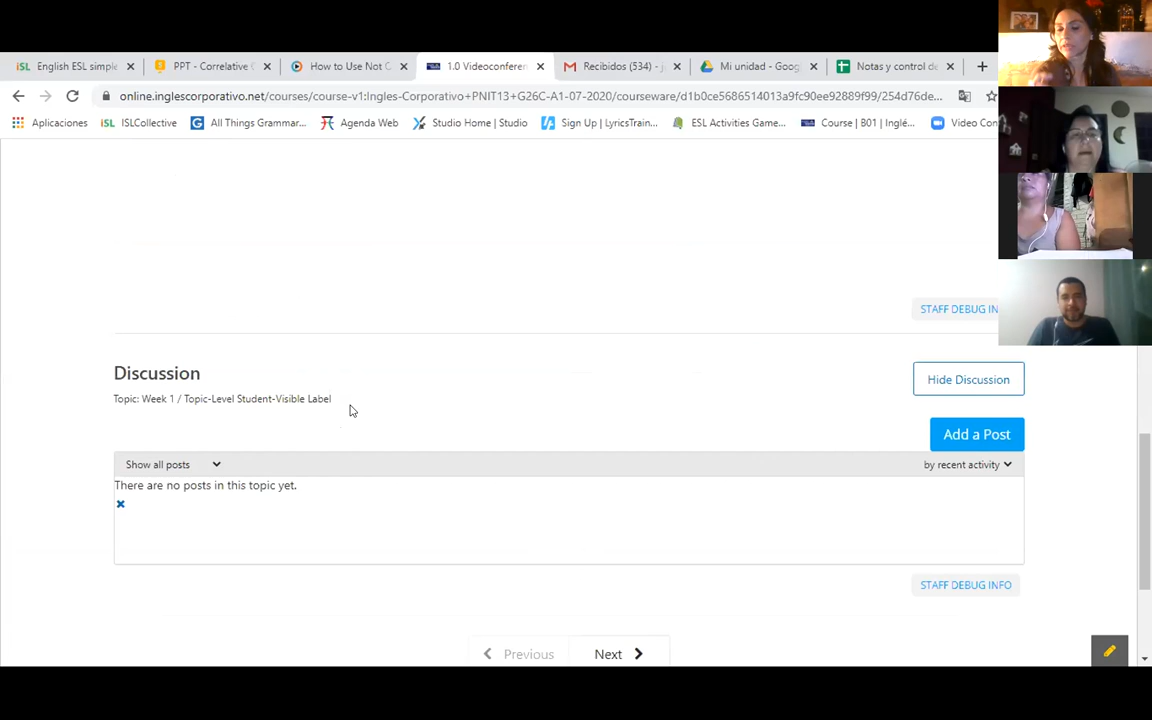 English ESL simple
PPT - Correlative C
How to Use Not C
1.0 Videoconferen
Recibidos (534) - j
Mi unidad - Goog
Notas y control de
online.inglescorporativo.net/courses/course-v1:Ingles-Corporativo+PNIT13+G26C-A1-07-2020/courseware/d1b0ce5686514013a9fc90ee92889f99/254d76de...
Aplicaciones
ISLCollective
All Things Grammar...
Agenda Web
Studio Home | Studio
Sign Up | LyricsTrain...
ESL Activities Game...
Course | B01 | Inglé...
Video Con
STAFF DEBUG IN
Discussion
Hide Discussion
Topic: Week 1 / Topic-Level Student-Visible Label
Add a Post
Show all posts
by recent activity
There are no posts in this topic yet.
STAFF DEBUG INFO
Previous
Next